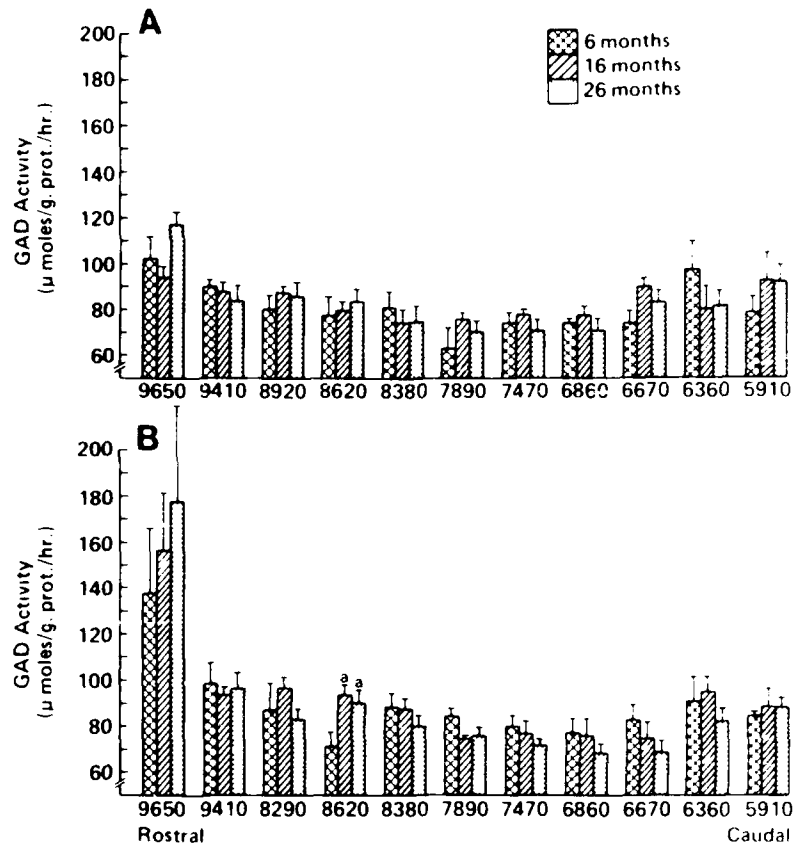 A
6 months
16 months
26 months
GAD Activity
(μ moles/g. prot./hr.)
200
180
160
140
120
100
80
60
9650 9410 8920 8620 8380 7890 7470 6860 6670 6360 5910
B
GAD Activity
(μ moles/g. prot./hr.)
200
180
160
140
120
100
80
60
a a
9650 9410 8290 8620 8380 7890 7470 6860 6670 6360 5910
Rostral Caudal